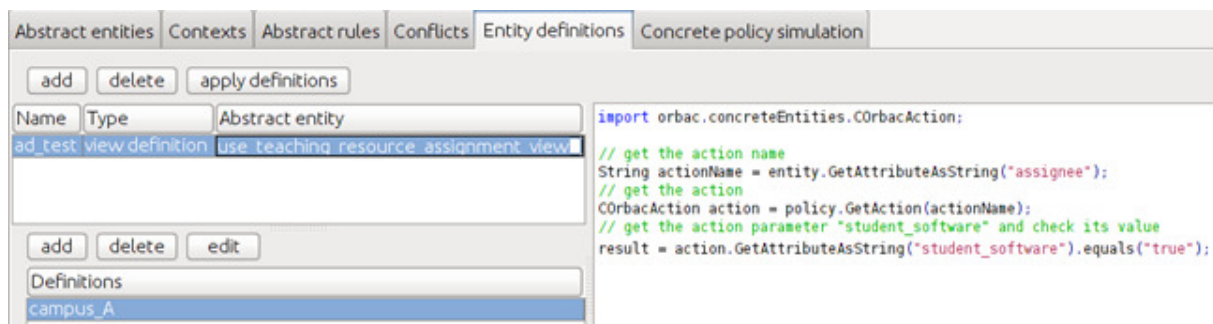 Abstract entities Contexts Abstract rules Conflicts Entity definitions Concrete policy simulation
add delete apply definitions
Name Type Abstract entity
ad_test view definition use_teaching_resource_assignment_view
add delete edit
Definitions
campus_A
import orbac.concreteEntities.COrbacAction;
// get the action name
String actionName = entity.GetAttributeAsString("assignee");
// get the action
COrbacAction action = policy.GetAction(actionName);
// get the action parameter "student_software" and check its value
result = action.GetAttributeAsString("student_software").equals("true");